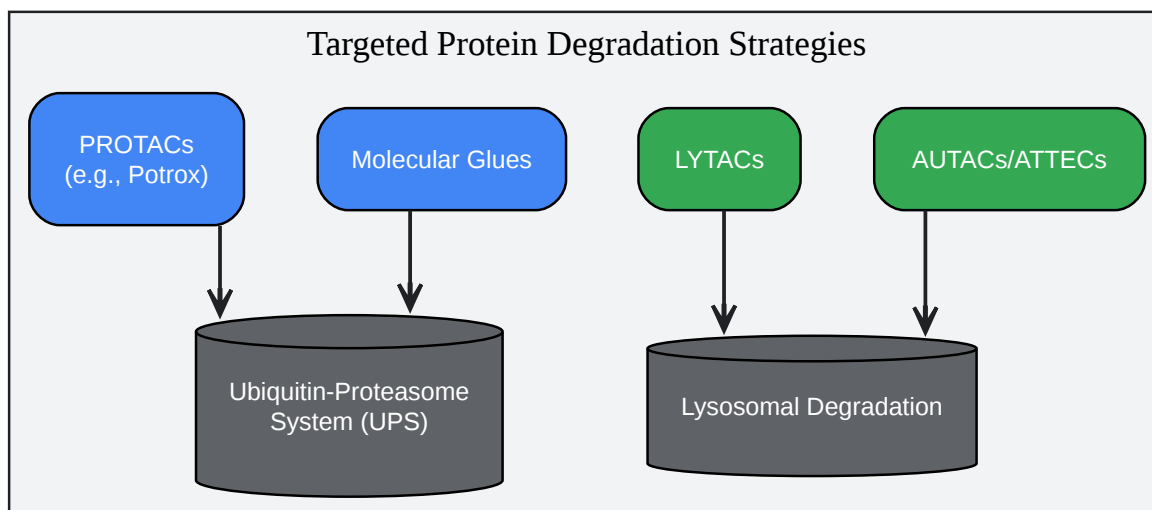 Targeted Protein Degradation Strategies
PROTACs
(e.g., Potrox)
Molecular Glues
LYTACs
AUTACs/ATTECs
Ubiquitin-Proteasome
System (UPS)
Lysosomal Degradation